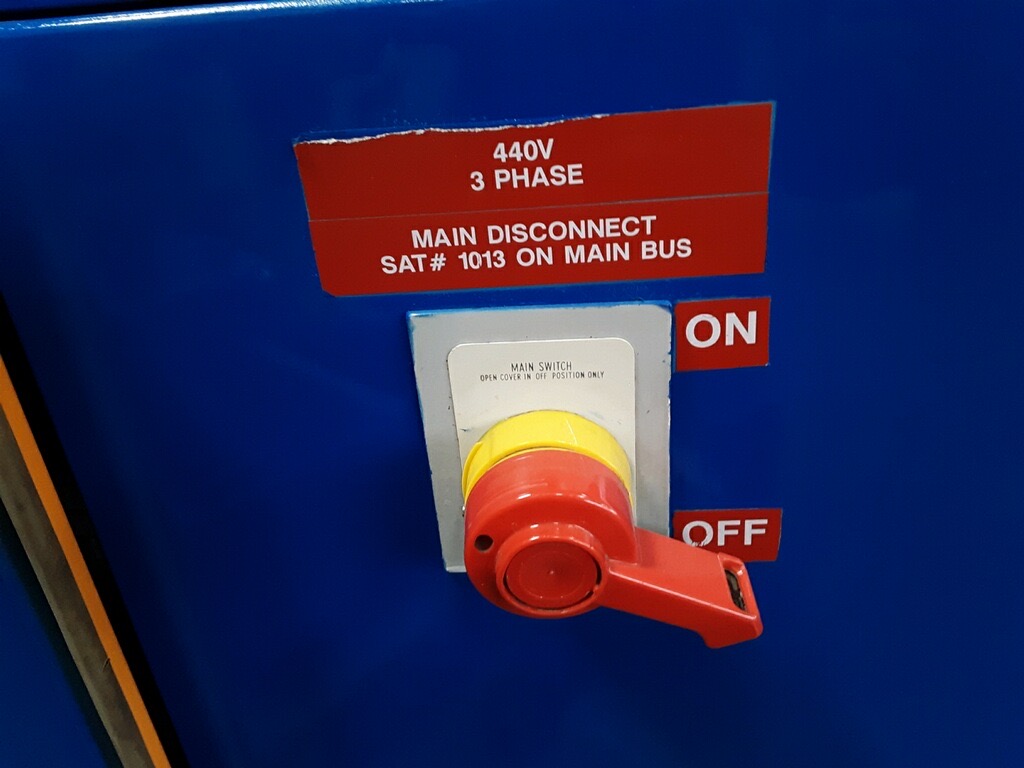 440V
3 PHASE
MAIN DISCONNECT
SAT# 1013 ON MAIN BUS
ON
MAIN SWITCH
OPEN COVER IN OFF POSITION ONLY
OFF